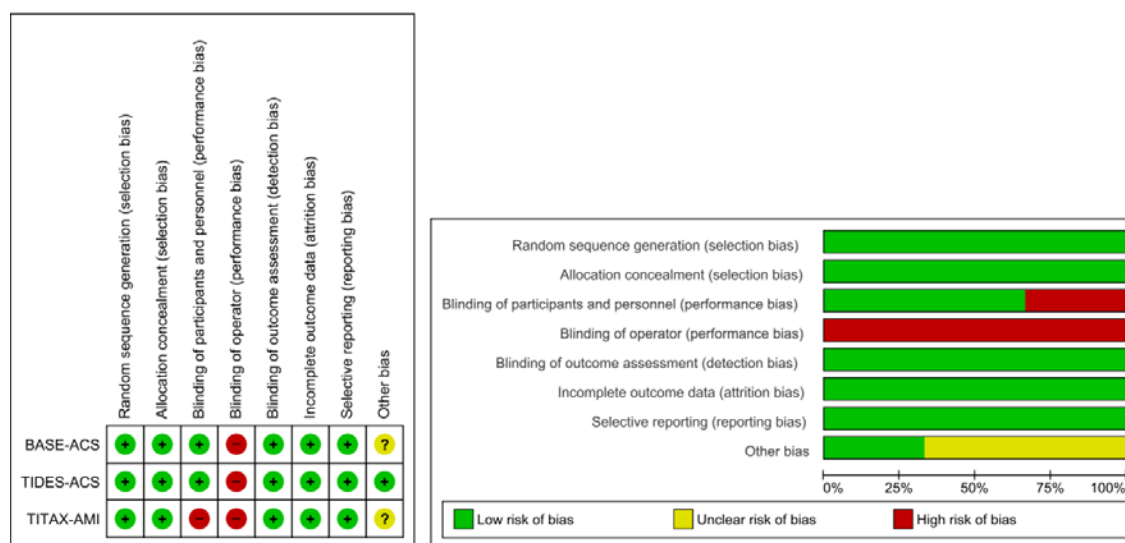 Random sequence generation (selection bias)
Allocation concealment (selection bias)
Blinding of participants and personnel (performance bias)
Blinding of operator (performance bias)
Blinding of outcome assessment (detection bias)
Incomplete outcome data (attrition bias)
Selective reporting (reporting bias)
Other bias
BASE-ACS + + + – + + + ?
TIDES-ACS + + + – + + + +
TITAX-AMI + + – – + + + ?
Random sequence generation (selection bias)
Allocation concealment (selection bias)
Blinding of participants and personnel (performance bias)
Blinding of operator (performance bias)
Blinding of outcome assessment (detection bias)
Incomplete outcome data (attrition bias)
Selective reporting (reporting bias)
Other bias
0% 25% 50% 75% 100%
Low risk of bias Unclear risk of bias High risk of bias